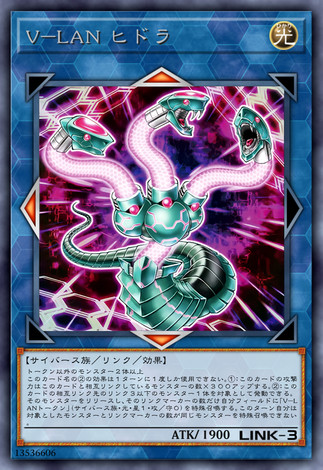 V－LAN ヒドラ
光
【サイバース族／リンク／効果】
トークン以外のモンスター２体以上
このカード名の②の効果は１ターンに１度しか使用できない。①：このカードの攻撃
力はこのカードと相互リンクしているモンスターの数×３００アップする。②：この
カードの相互リンク先のリンク３以下のモンスター１体を対象として発動できる。
そのモンスターをリリースし、そのリンクマーカーの数だけ自分フィールドに「V－L
ANトークン」（サイバース族・光・星１・攻／守０）を特殊召喚する。このターン自分は
対象としたモンスターとリンクマーカーの数が同じモンスターを特殊召喚できない
ATK/ 1900 LINK-3
13536606